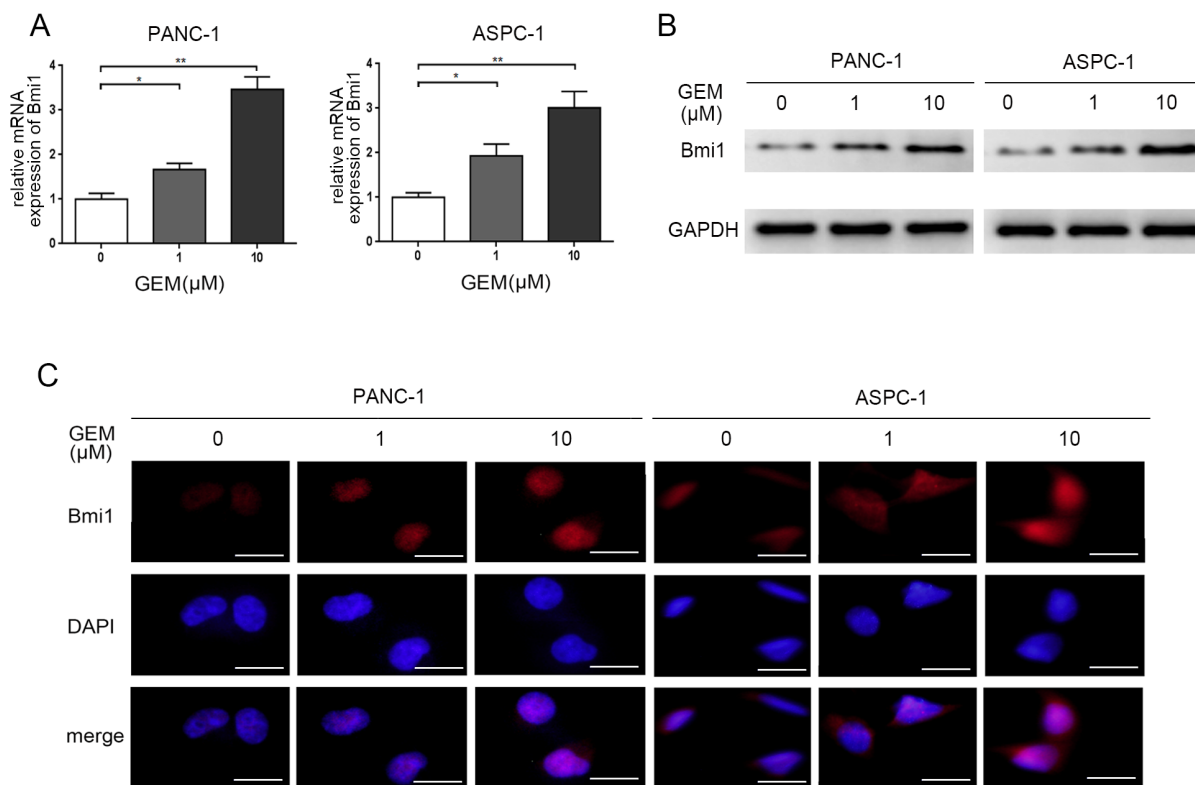 A
PANC-1
relative mRNA
expression of Bmi1
4
3
2
1
0
*
**
0 1 10
GEM(μM)
ASPC-1
relative mRNA
expression of Bmi1
4
3
2
1
0
*
**
0 1 10
GEM(μM)
B
PANC-1 ASPC-1
GEM
(μM)
0 1 10 0 1 10
Bmi1
GAPDH
C
PANC-1 ASPC-1
GEM
(μM)
0 1 10 0 1 10
Bmi1
DAPI
merge